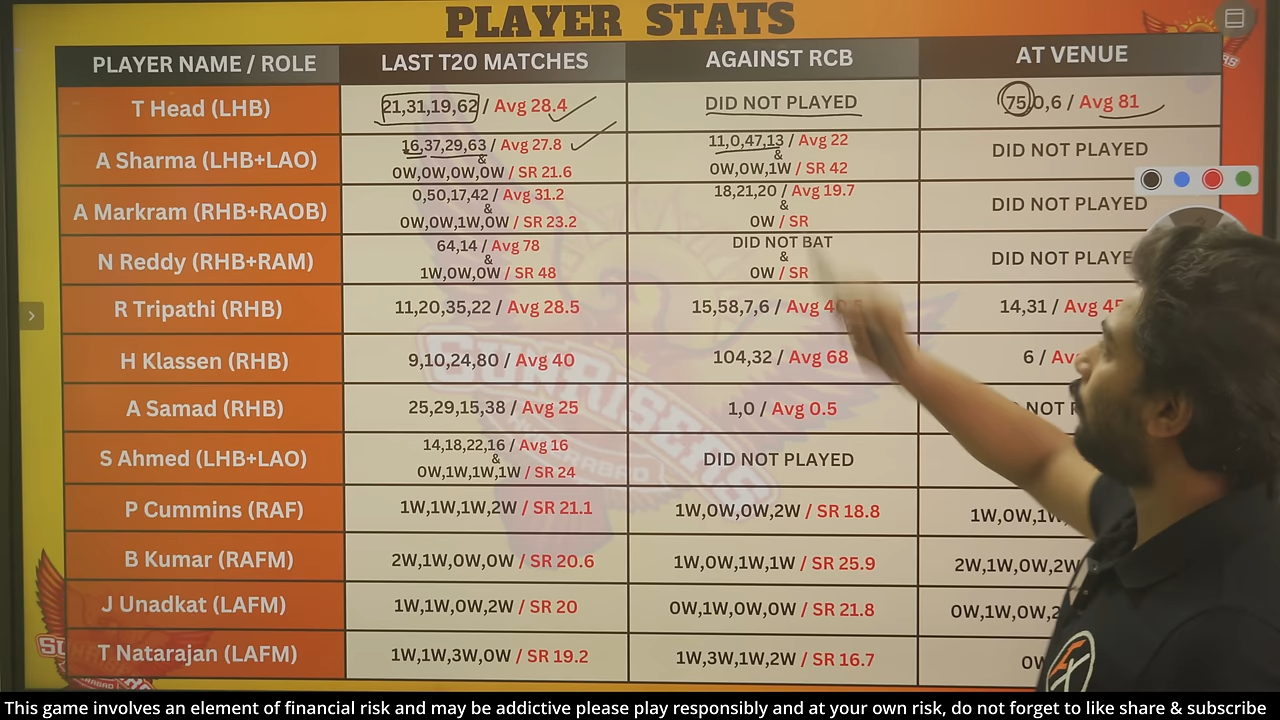 PLAYER STATS
PLAYER NAME / ROLE LAST T20 MATCHES AGAINST RCB AT VENUE
T Head (LHB) 21,31,19,62 / Avg 28.4 DID NOT PLAYED 75,0,6 / Avg 81
A Sharma (LHB+LAO) 16,37,29,63 / Avg 27.8 & 0W,0W,0W,0W / SR 21.6 11,0,47,13 / Avg 22 & 0W,0W,1W / SR 42 DID NOT PLAYED
A Markram (RHB+RAOB) 0,50,17,42 / Avg 31.2 & 0W,0W,1W,0W / SR 23.2 18,21,20 / Avg 19.7 & 0W / SR DID NOT PLAYED
N Reddy (RHB+RAM) 64,14 / Avg 78 & 1W,0W,0W / SR 48 DID NOT BAT & 0W / SR DID NOT
R Tripathi (RHB) 11,20,35,22 / Avg 28.5 15,58,7,6 / Avg 14,31 / Avg
H Klassen (RHB) 9,10,24,80 / Avg 40 104,32 / Avg 68 6 /
A Samad (RHB) 25,29,15,38 / Avg 25 1,0 / Avg 0.5 NOT
S Ahmed (LHB+LAO) 14,18,22,16 / Avg 16 & 0W,1W,1W,1W / SR 24 DID NOT PLAYED
P Cummins (RAF) 1W,1W,1W,2W / SR 21.1 1W,0W,0W,2W / SR 18.8 1W,0W,
B Kumar (RAFM) 2W,1W,0W,0W / SR 20.6 1W,0W,1W,1W / SR 25.9 2W,1W,0W,2W
J Unadkat (LAFM) 1W,1W,0W,2W / SR 20 0W,1W,0W,0W / SR 21.8 0W,1W,0W,
T Natarajan (LAFM) 1W,1W,3W,0W / SR 19.2 1W,3W,1W,2W / SR 16.7
SUNRISERS
This game involves an element of financial risk and may be addictive please play responsibly and at your own risk, do not forget to like share & subscribe